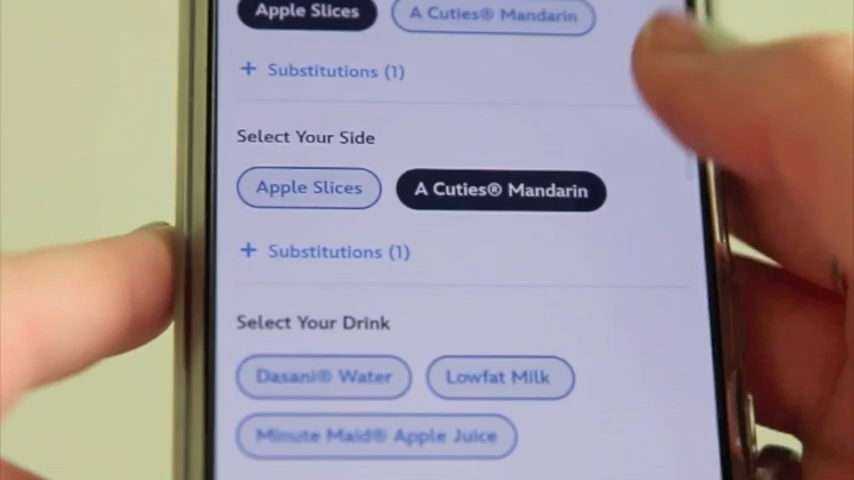 Apple Slices A Cuties® Mandarin
+ Substitutions (1)
Select Your Side
Apple Slices A Cuties® Mandarin
+ Substitutions (1)
Select Your Drink
Dasani® Water Lowfat Milk
Minute Maid® Apple Juice